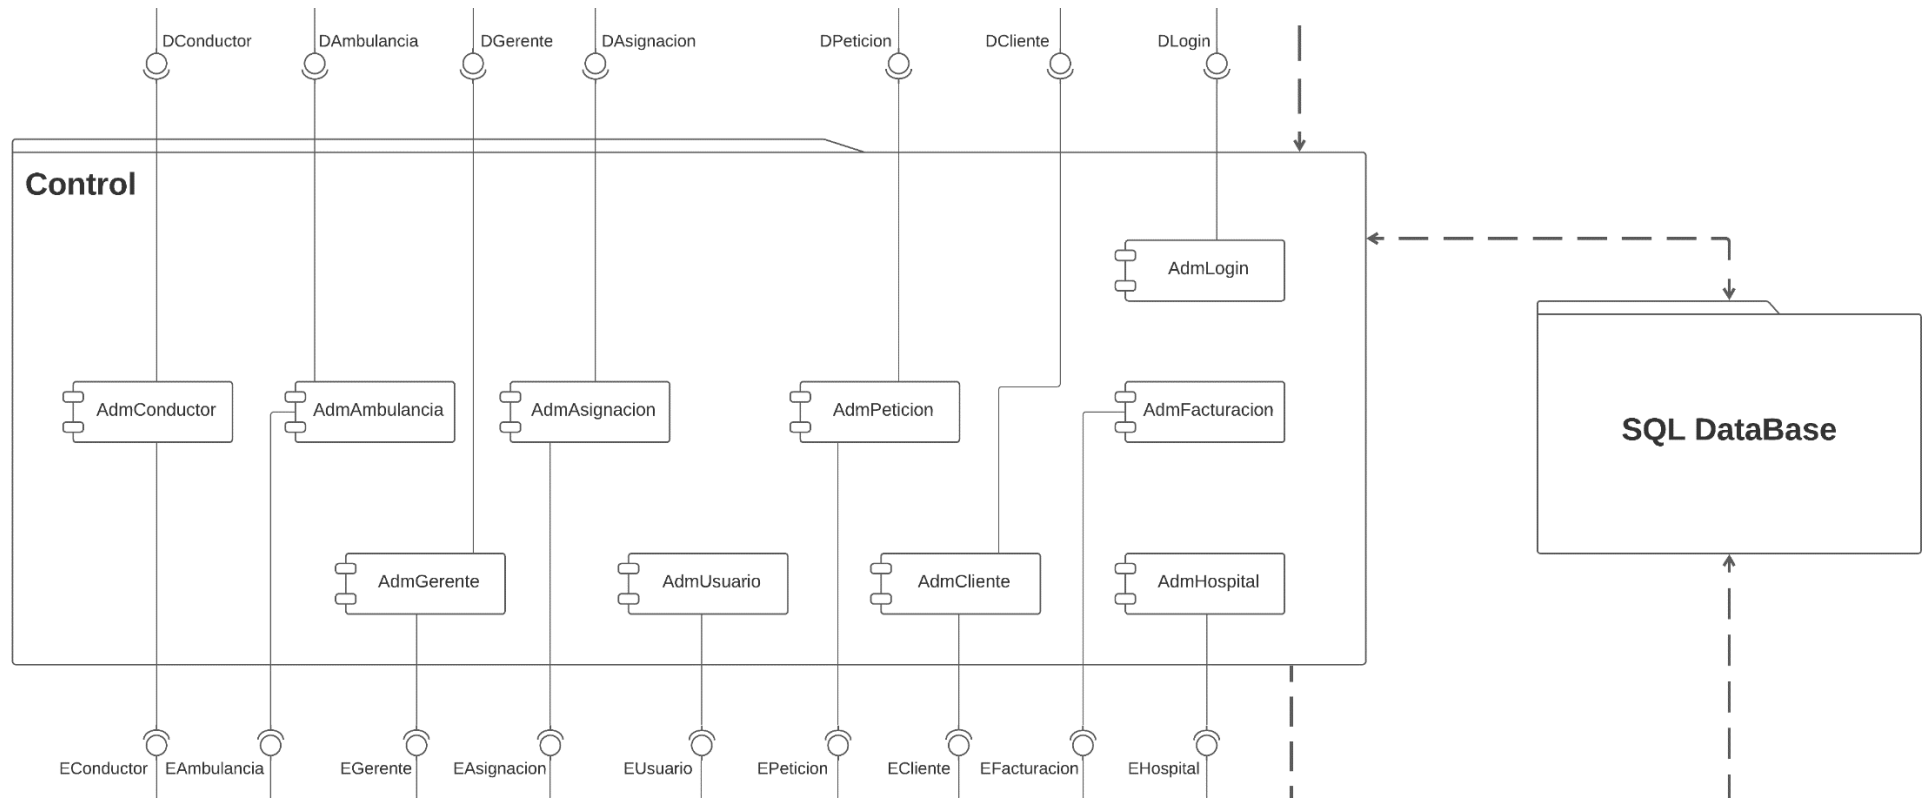 DConductor
DAmbulancia
DGerente
DAsignacion
DPeticion
DCliente
DLogin
Control
AdmLogin
AdmConductor
AdmAmbulancia
AdmAsignacion
AdmPeticion
AdmFacturacion
SQL DataBase
AdmGerente
AdmUsuario
AdmCliente
AdmHospital
EConductor
EAmbulancia
EGerente
EAsignacion
EUsuario
EPeticion
ECliente
EFacturacion
EHospital